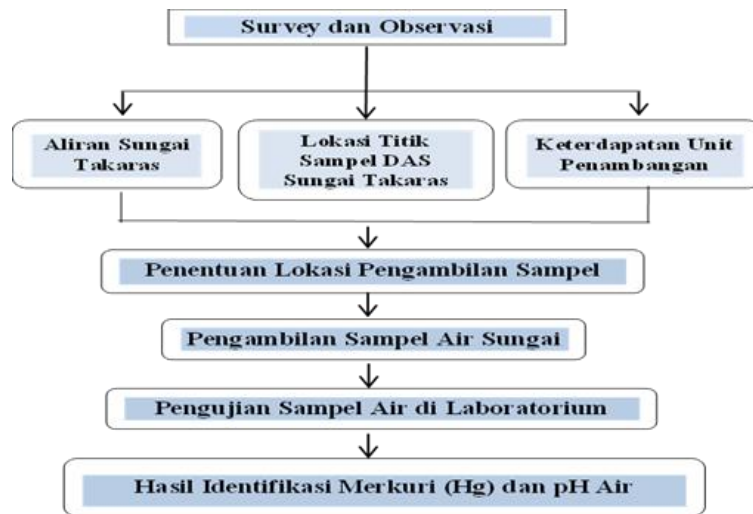 Survey dan Observasi
Aliran Sungai
Takaras
Lokasi Titik
Sampel DAS
Sungai Takaras
Keterdapatan Unit
Penambangan
Penentuan Lokasi Pengambilan Sampel
Pengambilan Sampel Air Sungai
Pengujian Sampel Air di Laboratorium
Hasil Identifikasi Merkuri (Hg) dan pH Air